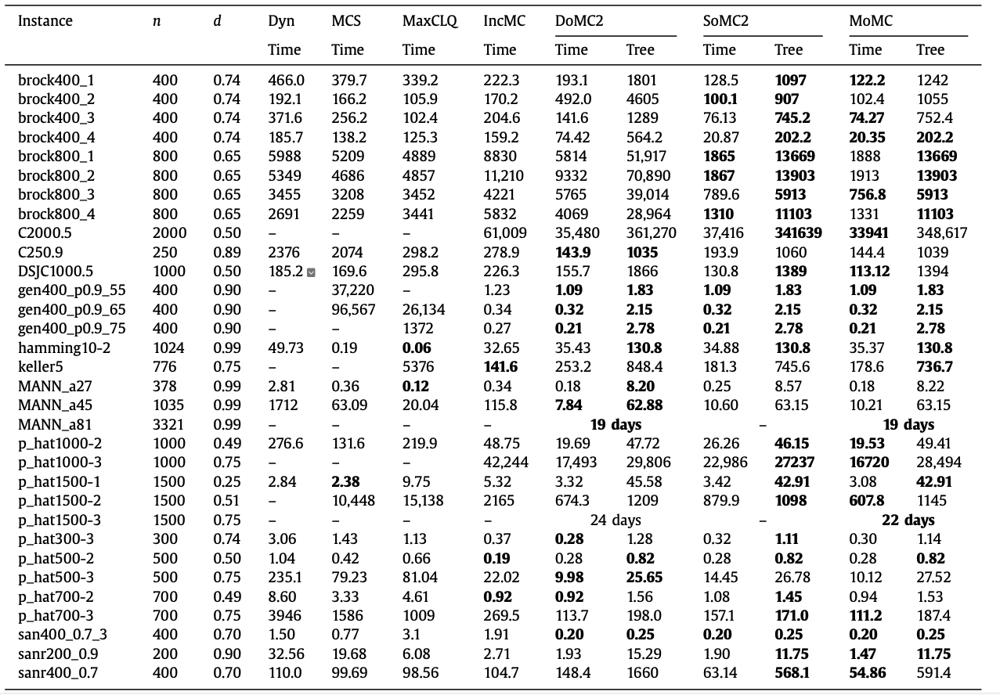 Instance n d Dyn MCS MaxCLQ IncMC DoMC2 SoMC2 MoMC
Time Time Time Time Time Tree Time Tree Time Tree
brock400_1 400 0.74 466.0 379.7 339.2 222.3 193.1 1801 128.5 1097 122.2 1242
brock400_2 400 0.74 192.1 166.2 105.9 170.2 492.0 4605 100.1 907 102.4 1055
brock400_3 400 0.74 371.6 256.2 102.4 204.6 141.6 1289 76.13 745.2 74.27 752.4
brock400_4 400 0.74 185.7 138.2 125.3 159.2 74.42 564.2 20.87 202.2 20.35 202.2
brock800_1 800 0.65 5988 5209 4889 8830 5814 51,917 1865 13669 1888 13669
brock800_2 800 0.65 5349 4686 4857 11,210 9332 70,890 1867 13903 1913 13903
brock800_3 800 0.65 3455 3208 3452 4221 5765 39,014 789.6 5913 756.8 5913
brock800_4 800 0.65 2691 2259 3441 5832 4069 28,964 1310 11103 1331 11103
C2000.5 2000 0.50 – – – 61,009 35,480 361,270 37,416 341639 33941 348,617
C250.9 250 0.89 2376 2074 298.2 278.9 143.9 1035 193.9 1060 144.4 1039
DSJC1000.5 1000 0.50 185.2 169.6 295.8 226.3 155.7 1866 130.8 1389 113.12 1394
gen400_p0.9_55 400 0.90 – 37,220 – 1.23 1.09 1.83 1.09 1.83 1.09 1.83
gen400_p0.9_65 400 0.90 – 96,567 26,134 0.34 0.32 2.15 0.32 2.15 0.32 2.15
gen400_p0.9_75 400 0.90 – – 1372 0.27 0.21 2.78 0.21 2.78 0.21 2.78
hamming10-2 1024 0.99 49.73 0.19 0.06 32.65 35.43 130.8 34.88 130.8 35.37 130.8
keller5 776 0.75 – – 5376 141.6 253.2 848.4 181.3 745.6 178.6 736.7
MANN_a27 378 0.99 2.81 0.36 0.12 0.34 0.18 8.20 0.25 8.57 0.18 8.22
MANN_a45 1035 0.99 1712 63.09 20.04 115.8 7.84 62.88 10.60 63.15 10.21 63.15
MANN_a81 3321 0.99 – – – – 19 days – 19 days
p_hat1000-2 1000 0.49 276.6 131.6 219.9 48.75 19.69 47.72 26.26 46.15 19.53 49.41
p_hat1000-3 1000 0.75 – – – 42,244 17,493 29,806 22,986 27237 16720 28,494
p_hat1500-1 1500 0.25 2.84 2.38 9.75 5.32 3.32 45.58 3.42 42.91 3.08 42.91
p_hat1500-2 1500 0.51 – 10,448 15,138 2165 674.3 1209 879.9 1098 607.8 1145
p_hat1500-3 1500 0.75 – – – – 24 days – 22 days
p_hat300-3 300 0.74 3.06 1.43 1.13 0.37 0.28 1.28 0.32 1.11 0.30 1.14
p_hat500-2 500 0.50 1.04 0.42 0.66 0.19 0.28 0.82 0.28 0.82 0.28 0.82
p_hat500-3 500 0.75 235.1 79.23 81.04 22.02 9.98 25.65 14.45 26.78 10.12 27.52
p_hat700-2 700 0.49 8.60 3.33 4.61 0.92 0.92 1.56 1.08 1.45 0.94 1.53
p_hat700-3 700 0.75 3946 1586 1009 269.5 113.7 198.0 157.1 171.0 111.2 187.4
san400_0.7_3 400 0.70 1.50 0.77 3.1 1.91 0.20 0.25 0.20 0.25 0.20 0.25
sanr200_0.9 200 0.90 32.56 19.68 6.08 2.71 1.93 15.29 1.90 11.75 1.47 11.75
sanr400_0.7 400 0.70 110.0 99.69 98.56 104.7 148.4 1660 63.14 568.1 54.86 591.4